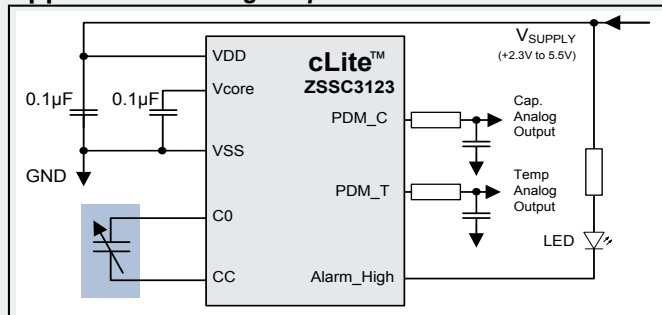 cLite™
ZSSC3123
VDD
Vcore
VSS
C0
CC
PDM_C
PDM_T
Alarm_High
0.1µF
0.1µF
GND
VSUPPLY
(+2.3V to 5.5V)
Cap.
Analog
Output
Temp
Analog
Output
LED